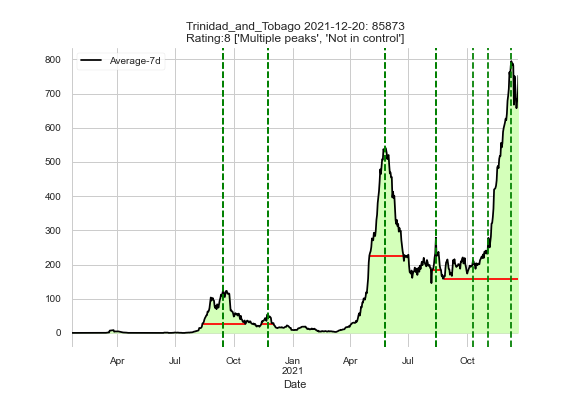 Trinidad_and_Tobago 2021-12-20: 85873
Rating:8 ['Multiple peaks', 'Not in control']
Average-7d
800
700
600
500
400
300
200
100
0
Apr Jul Oct Jan Apr Jul Oct
2021
Date